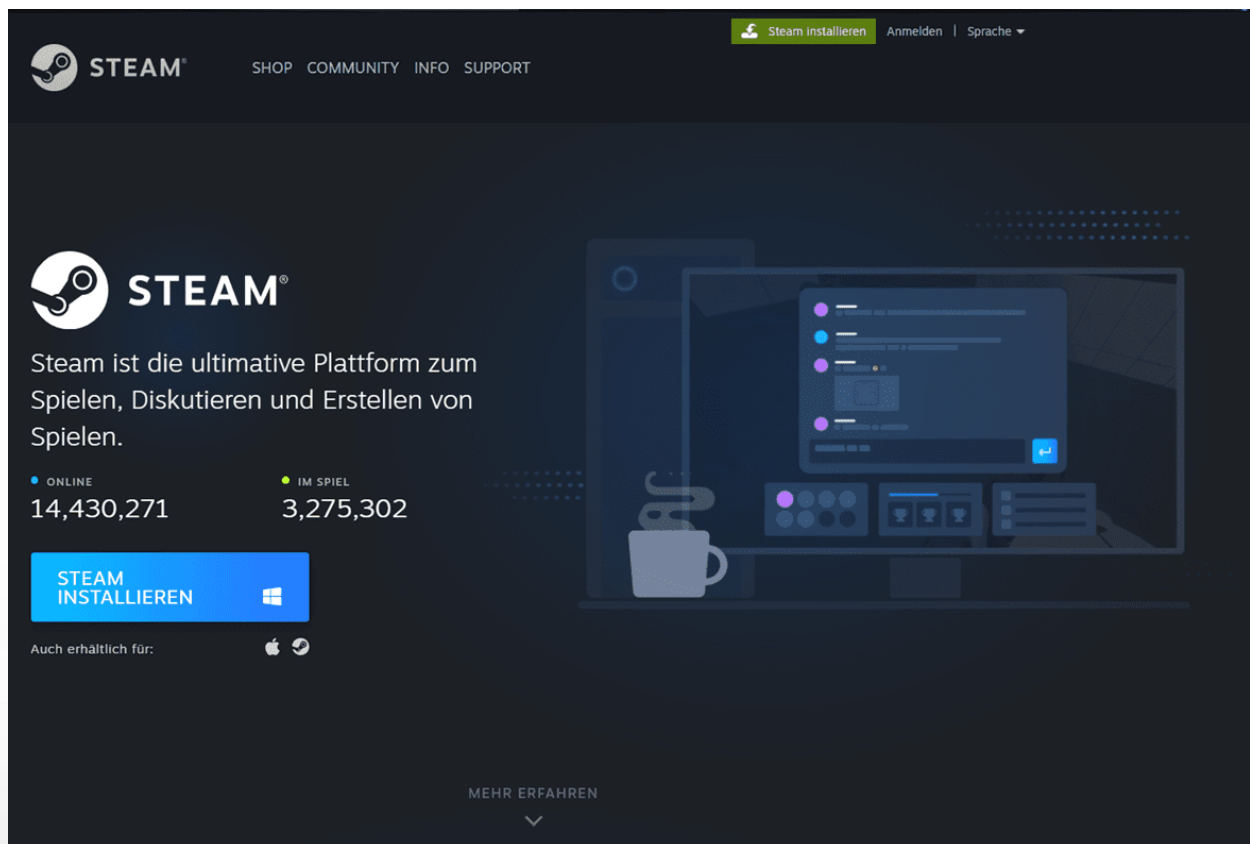 Steam installieren Anmelden | Sprache
STEAM®
SHOP COMMUNITY INFO SUPPORT
STEAM®
Steam ist die ultimative Plattform zum
Spielen, Diskutieren und Erstellen von
Spielen.
ONLINE
14,430,271
IM SPIEL
3,275,302
STEAM
INSTALLIEREN
Auch erhältlich für:
MEHR ERFAHREN